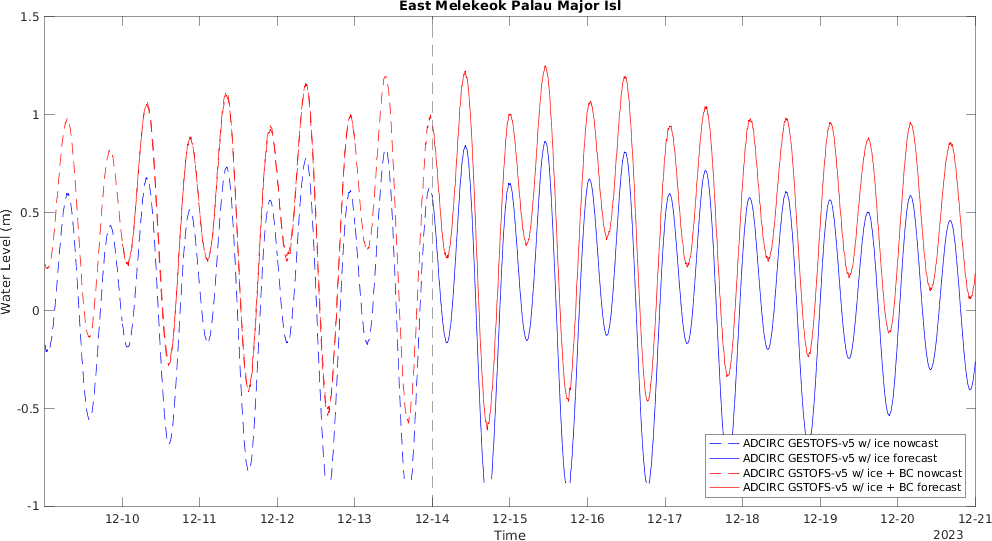 East Melekeok Palau Major Isl
Water Level (m)
1.5
1
0.5
0
-0.5
-1
ADCIRC GESTOFS-v5 w/ ice nowcast
ADCIRC GESTOFS-v5 w/ ice forecast
ADCIRC GSTOFS-v5 w/ ice + BC nowcast
ADCIRC GSTOFS-v5 w/ ice + BC forecast
12-10 12-11 12-12 12-13 12-14 12-15 12-16 12-17 12-18 12-19 12-20 12-21
Time
2023